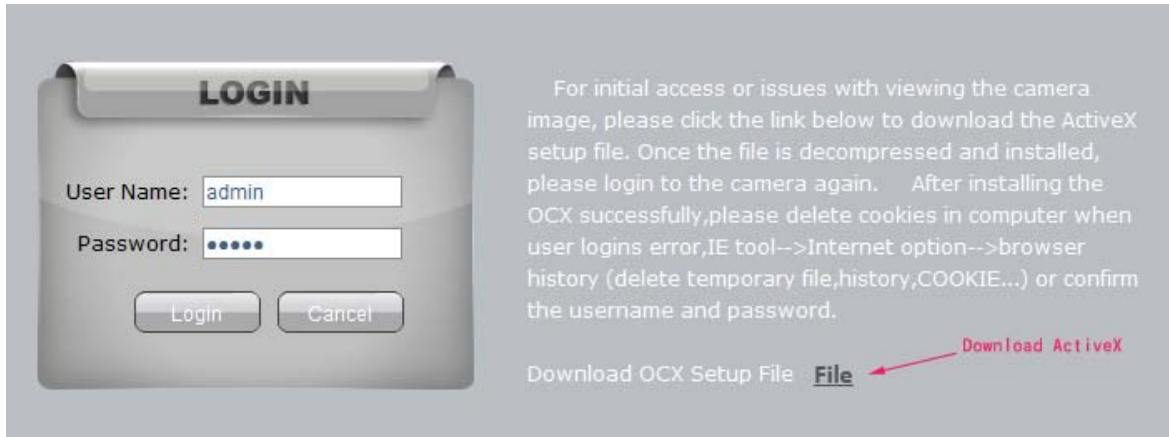 LOGIN
User Name: admin
Password: •••••
Login Cancel
For initial access or issues with viewing the camera
image, please click the link below to download the ActiveX
setup file. Once the file is decompressed and installed,
please login to the camera again. After installing the
OCX successfully,please delete cookies in computer when
user logins error,IE tool-->Internet option-->browser
history (delete temporary file,history,COOKIE...) or confirm
the username and password.
Download ActiveX
Download OCX Setup File File